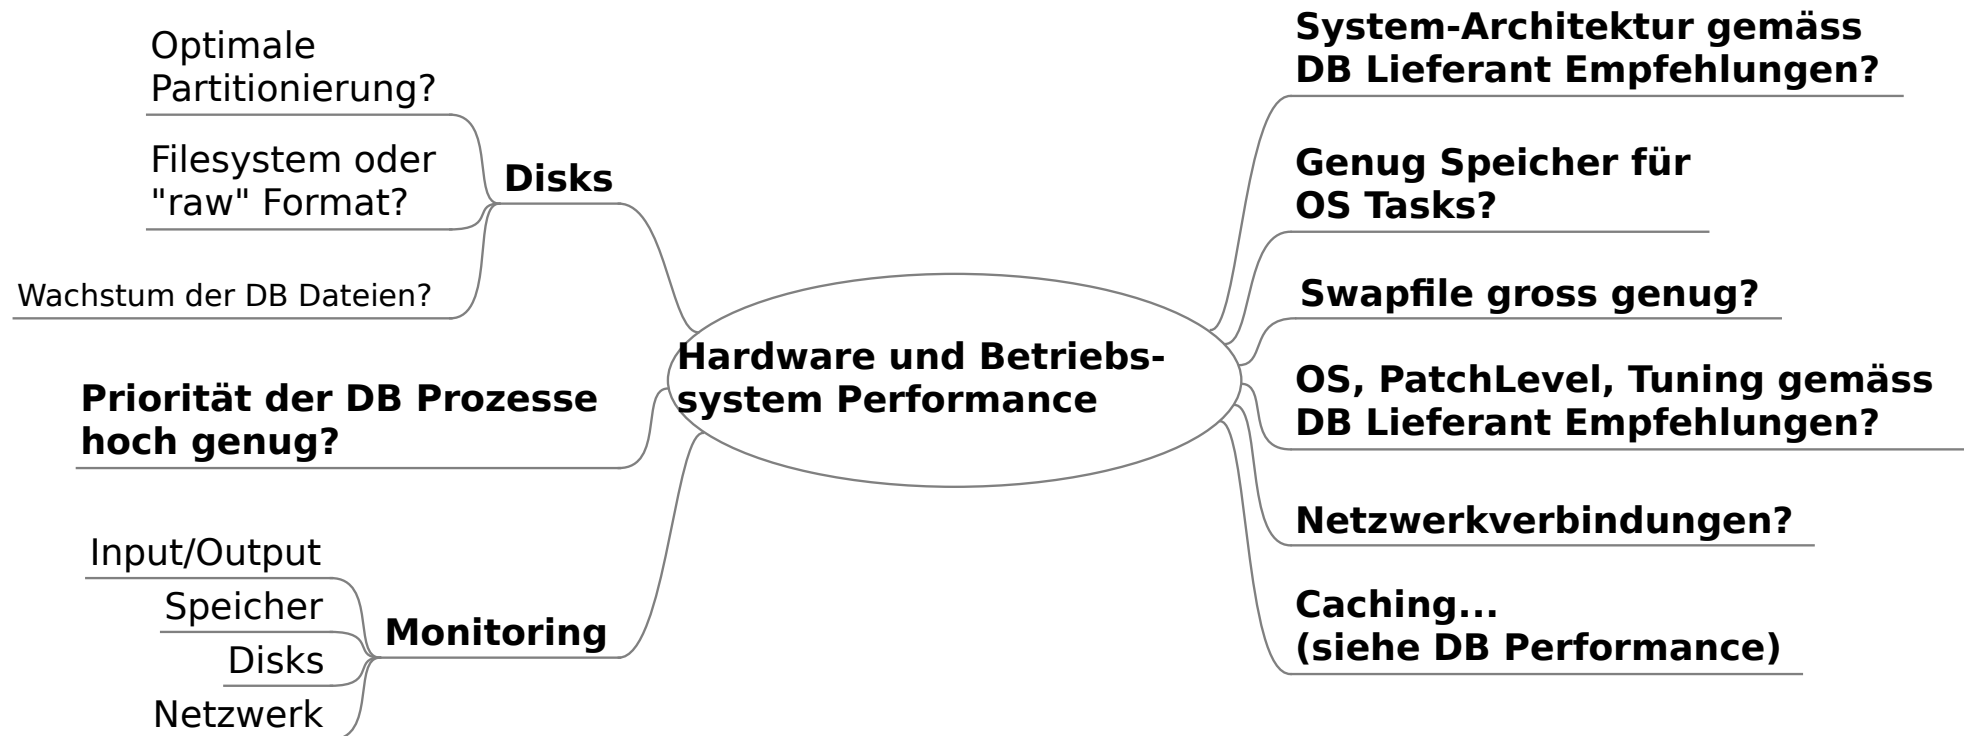 Optimale
Partitionierung?
Filesystem oder
"raw" Format?
Wachstum der DB Dateien?
Disks
Priorität der DB Prozesse
hoch genug?
Input/Output
Speicher
Disks
Netzwerk
Monitoring
Hardware und Betriebs-
system Performance
System-Architektur gemäss
DB Lieferant Empfehlungen?
Genug Speicher für
OS Tasks?
Swapfile gross genug?
OS, PatchLevel, Tuning gemäss
DB Lieferant Empfehlungen?
Netzwerkverbindungen?
Caching...
(siehe DB Performance)